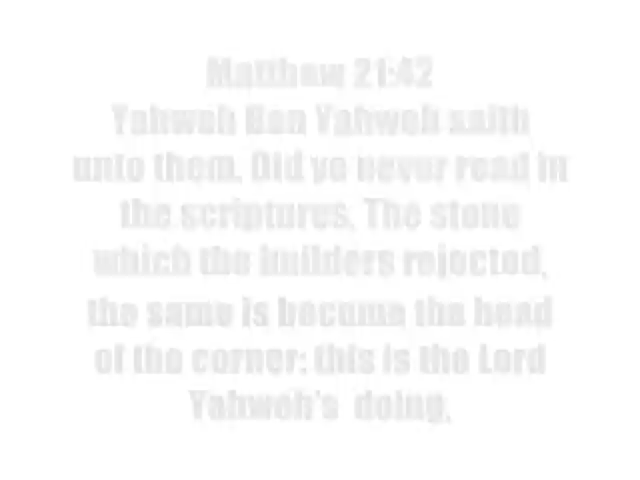 Matthew 21:42
Yahweh Ben Yahweh saith
unto them, Did ye never read in
the scriptures, The stone
which the builders rejected,
the same is become the head
of the corner: this is the Lord
Yahweh's doing,